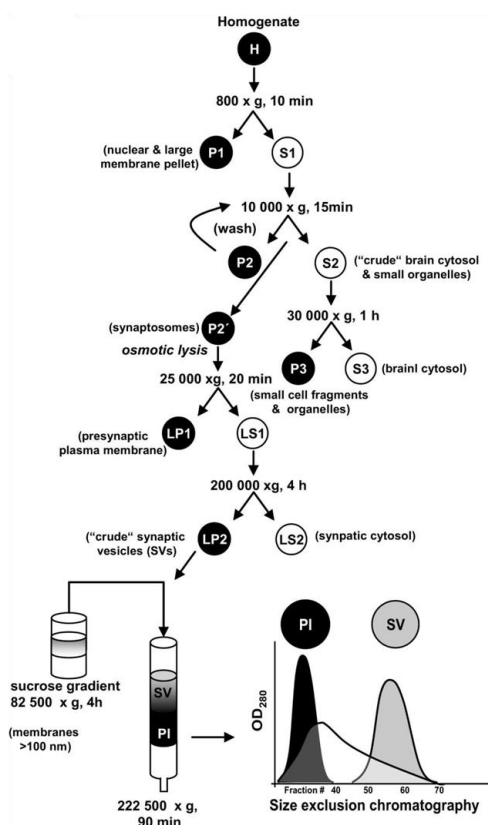 Homogenate
H
800 x g, 10 min
(nuclear & large
membrane pellet)
P1
S1
10 000 x g, 15min
(wash)
P2
S2
("crude" brain cytosol
& small organelles)
30 000 x g, 1 h
(synaptosomes)
P2´
osmotic lysis
P3
S3
(brainl cytosol)
(small cell fragments
& organelles)
25 000 xg, 20 min
(presynaptic
plasma membrane)
LP1
LS1
200 000 xg, 4 h
("crude" synaptic
vesicles (SVs)
LP2
LS2
(synpatic cytosol)
sucrose gradient
82 500 x g, 4h
(membranes
>100 nm)
SV
PI
222 500 x g,
90 min
PI
SV
OD280
Fraction # 40 50 60 70
Size exclusion chromatography